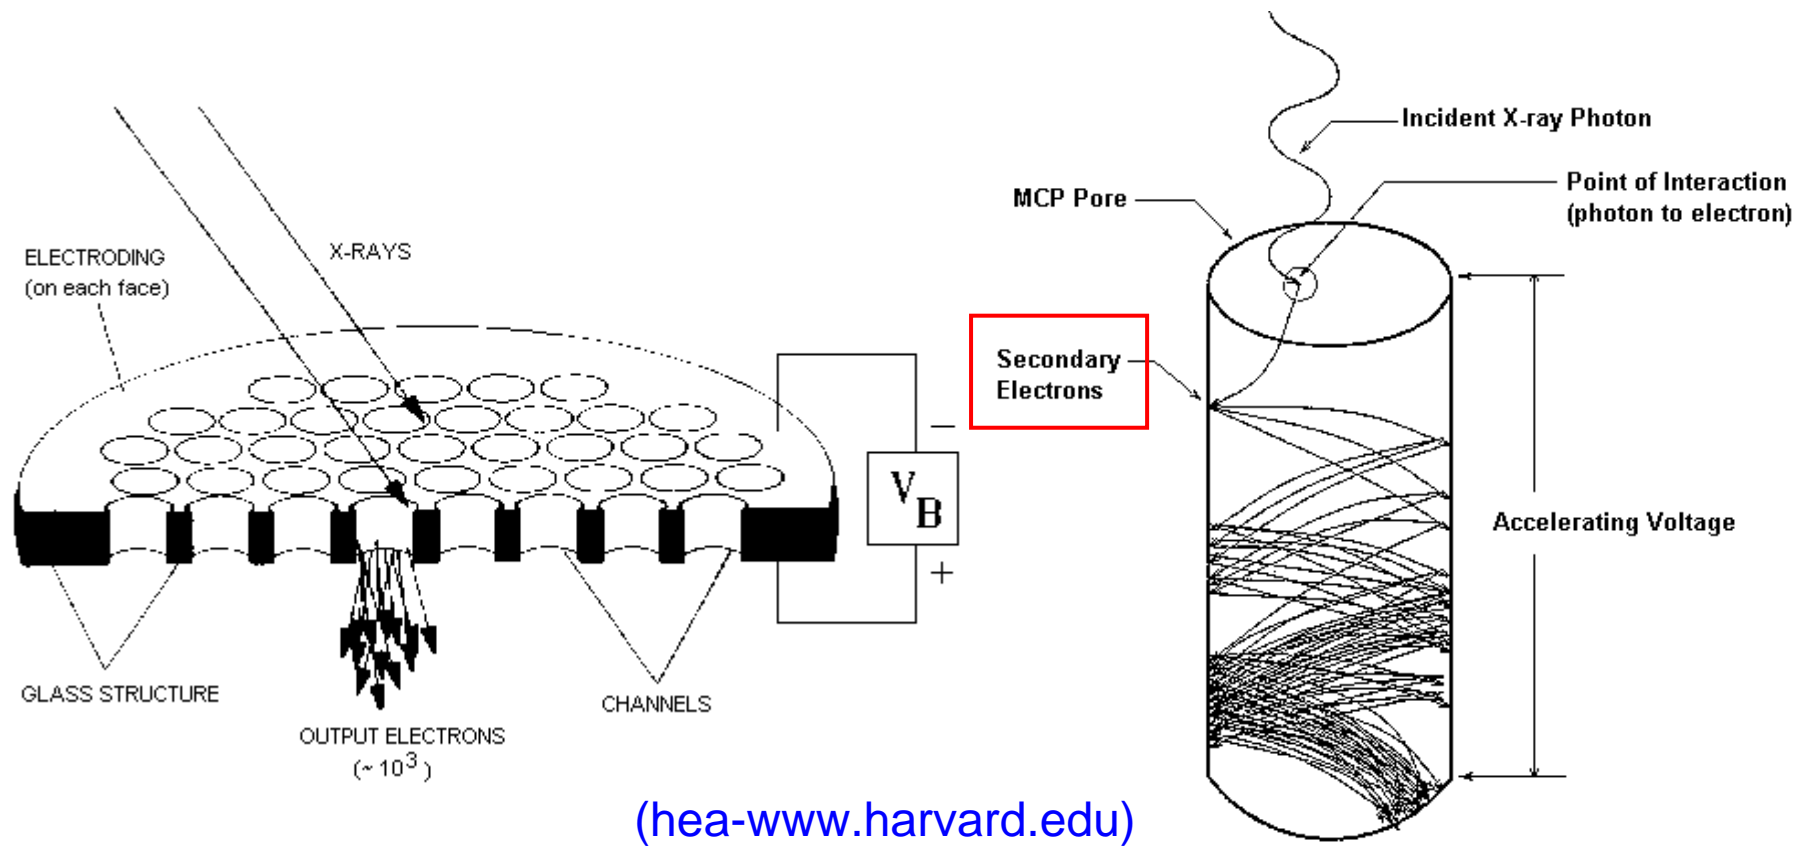 ELECTRODING
(on each face)
X-RAYS
GLASS STRUCTURE
OUTPUT ELECTRONS
(~ 10³)
CHANNELS
−
V_B
+
Incident X-ray Photon
MCP Pore
Point of Interaction
(photon to electron)
Secondary
Electrons
Accelerating Voltage
(hea-www.harvard.edu)